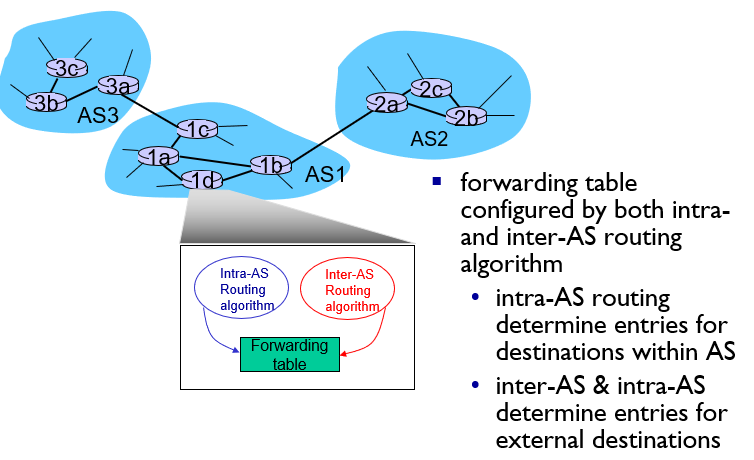 3c
3a
3b
AS3
1c
1a
1d
1b
AS1
2c
2a
2b
AS2
Intra-AS
Routing
algorithm
Inter-AS
Routing
algorithm
Forwarding
table
▪ forwarding table
configured by both intra-
and inter-AS routing
algorithm
• intra-AS routing
determine entries for
destinations within AS
• inter-AS & intra-AS
determine entries for
external destinations